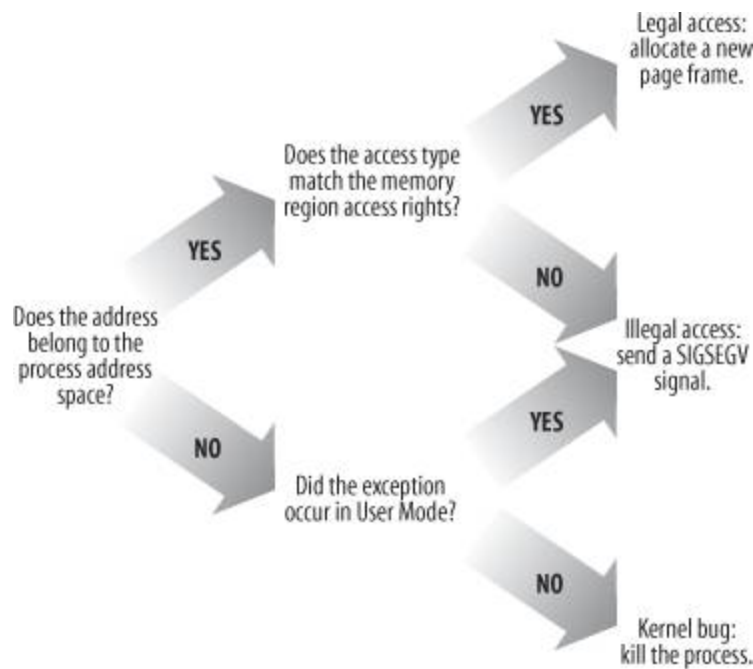 Legal access:
allocate a new
page frame.
YES
Does the access type
match the memory
region access rights?
YES
NO
Does the address
belong to the
process address
space?
Illegal access:
send a SIGSEGV
signal.
YES
NO
Did the exception
occur in User Mode?
NO
Kernel bug:
kill the process.